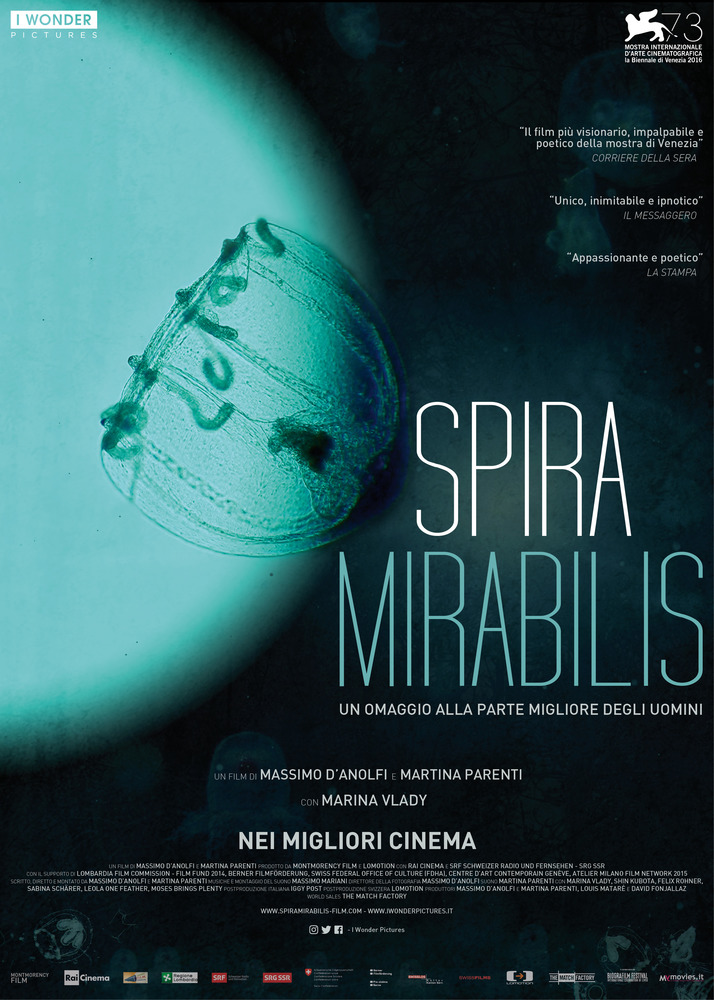 I WONDER
PICTURES
73
MOSTRA INTERNAZIONALE
D'ARTE CINEMATOGRAFICA
la Biennale di Venezia 2016
"Il film più visionario, impalpabile e
poetico della mostra di Venezia"
CORRIERE DELLA SERA
"Unico, inimitabile e ipnotico"
IL MESSAGGERO
"Appassionante e poetico"
LA STAMPA
SPIRA
MIRABILIS
UN OMAGGIO ALLA PARTE MIGLIORE DEGLI UOMINI
UN FILM DI MASSIMO D'ANOLFI E MARTINA PARENTI
CON MARINA VLADY
NEI MIGLIORI CINEMA
UN FILM DI MASSIMO D'ANOLFI E MARTINA PARENTI PRODOTTO DA MONTMORENCY FILM E LOMOTION CON RAI CINEMA E SRF SCHWEIZER RADIO UND FERNSEHEN - SRG SSR
CON IL SUPPORTO DI LOMBARDIA FILM COMMISSION - FILM FUND 2014, BERNER FILMFÖRDERUNG, SWISS FEDERAL OFFICE OF CULTURE (FDHA), CENTRE D'ART CONTEMPORAIN GENÈVE, ATELIER MILANO FILM NETWORK 2015
SCRITTO, DIRETTO E MONTATO DA MASSIMO D'ANOLFI E MARTINA PARENTI MUSICHE E MONTAGGIO DEL SUONO MASSIMO MARIANI DIRETTORE DELLA FOTOGRAFIA MASSIMO D'ANOLFI SUONO MARTINA PARENTI CON MARINA VLADY, SHIN KUBOTA, FELIX ROHNER,
SABINA SCHÄRER, LEOLA ONE FEATHER, MOSES BRINGS PLENTY POSTPRODUZIONE ITALIANA IGGY POST POSTPRODUZIONE SVIZZERA LOMOTION PRODUTTORI MASSIMO D'ANOLFI E MARTINA PARENTI, LOUIS MATARÉ E DAVID FONJALLAZ
WORLD SALES THE MATCH FACTORY
WWW.SPIRAMIRABILIS-FILM.COM - WWW.IWONDERPICTURES.IT
- I Wonder Pictures
MONTMORENCY
FILM
Rai Cinema
Regione
Lombardia
SRF
SRG SSR
SWISS FILMS
LOMOTION
THE MATCH FACTORY
BIOGRAFILM FESTIVAL
MYmovies.it